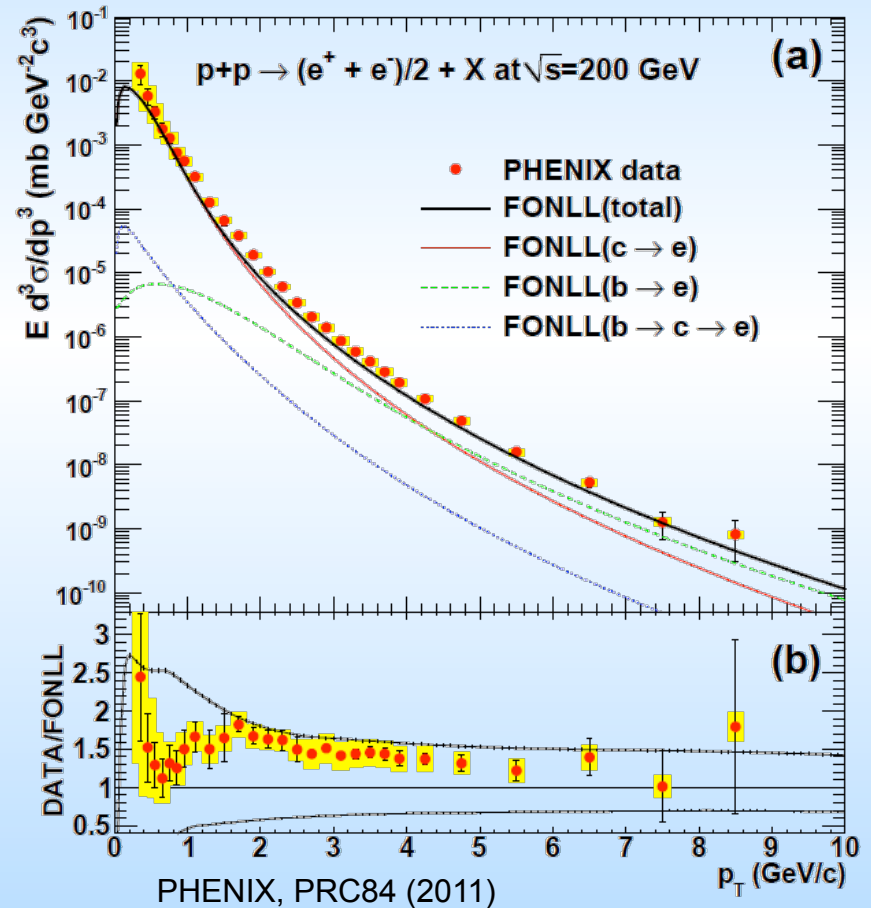 (a)
p+p → (e⁺ + e⁻)/2 + X at √s=200 GeV
PHENIX data
FONLL(total)
FONLL(c → e)
FONLL(b → e)
FONLL(b → c → e)
E d³σ/dp³ (mb GeV⁻²c³)
10⁻¹
10⁻²
10⁻³
10⁻⁴
10⁻⁵
10⁻⁶
10⁻⁷
10⁻⁸
10⁻⁹
10⁻¹⁰
(b)
DATA/FONLL
3
2.5
2
1.5
1
0.5
0 1 2 3 4 5 6 7 8 9 10
p_T (GeV/c)
PHENIX, PRC84 (2011)